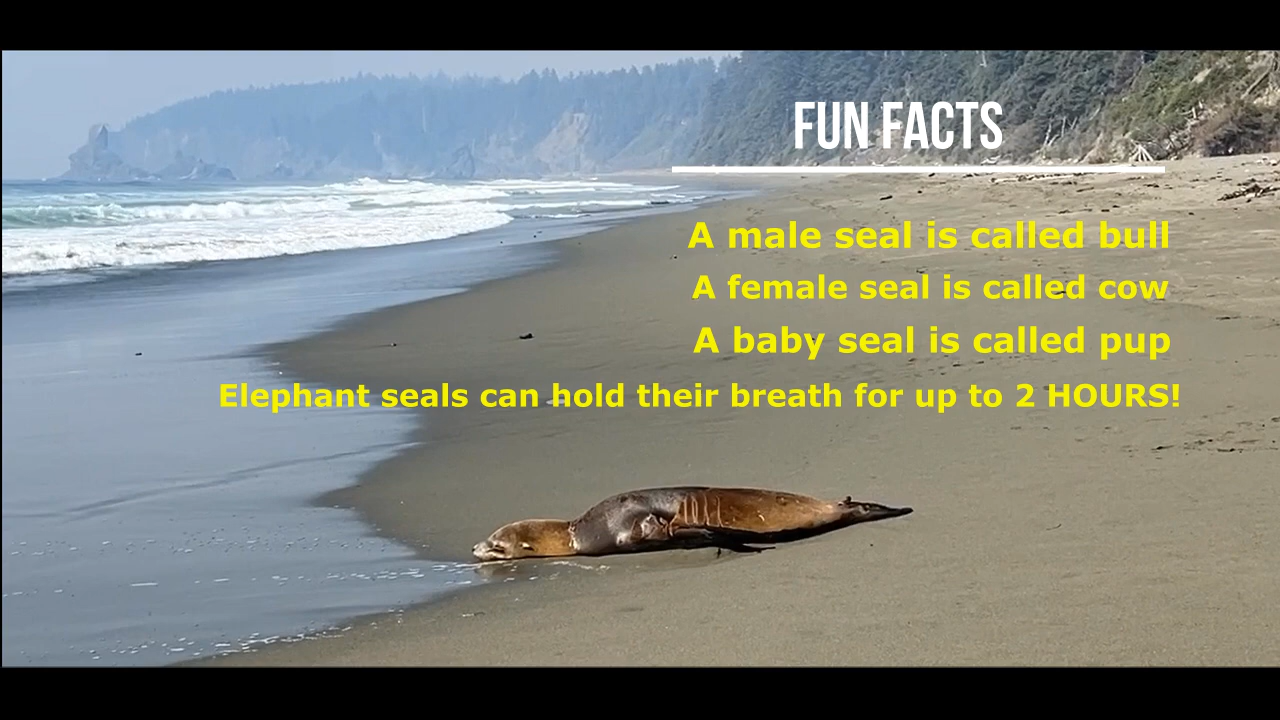 FUN FACTS
A male seal is called bull
A female seal is called cow
A baby seal is called pup
Elephant seals can hold their breath for up to 2 HOURS!